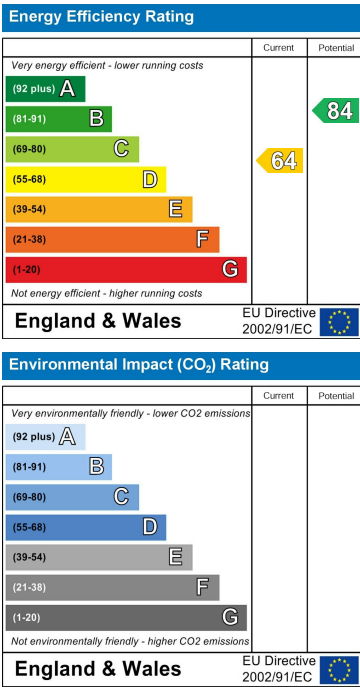 Energy Efficiency Rating
Current Potential
Very energy efficient - lower running costs
(92 plus) A
(81-91) B
(69-80) C
(55-68) D
(39-54) E
(21-38) F
(1-20) G
64
84
Not energy efficient - higher running costs
England & Wales
EU Directive
2002/91/EC
Environmental Impact (CO₂) Rating
Current Potential
Very environmentally friendly - lower CO2 emissions
(92 plus) A
(81-91) B
(69-80) C
(55-68) D
(39-54) E
(21-38) F
(1-20) G
Not environmentally friendly - higher CO2 emissions
England & Wales
EU Directive
2002/91/EC